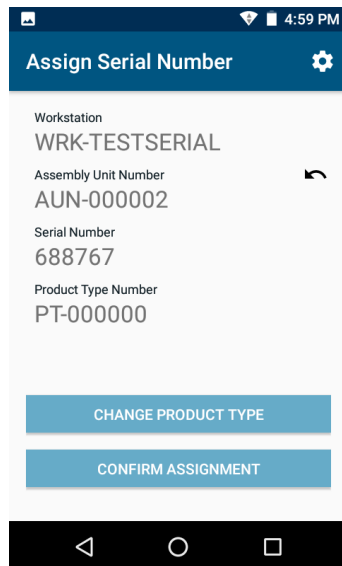 4:59 PM
Assign Serial Number
Workstation
WRK-TESTSERIAL
Assembly Unit Number
AUN-000002
Serial Number
688767
Product Type Number
PT-000000
CHANGE PRODUCT TYPE
CONFIRM ASSIGNMENT